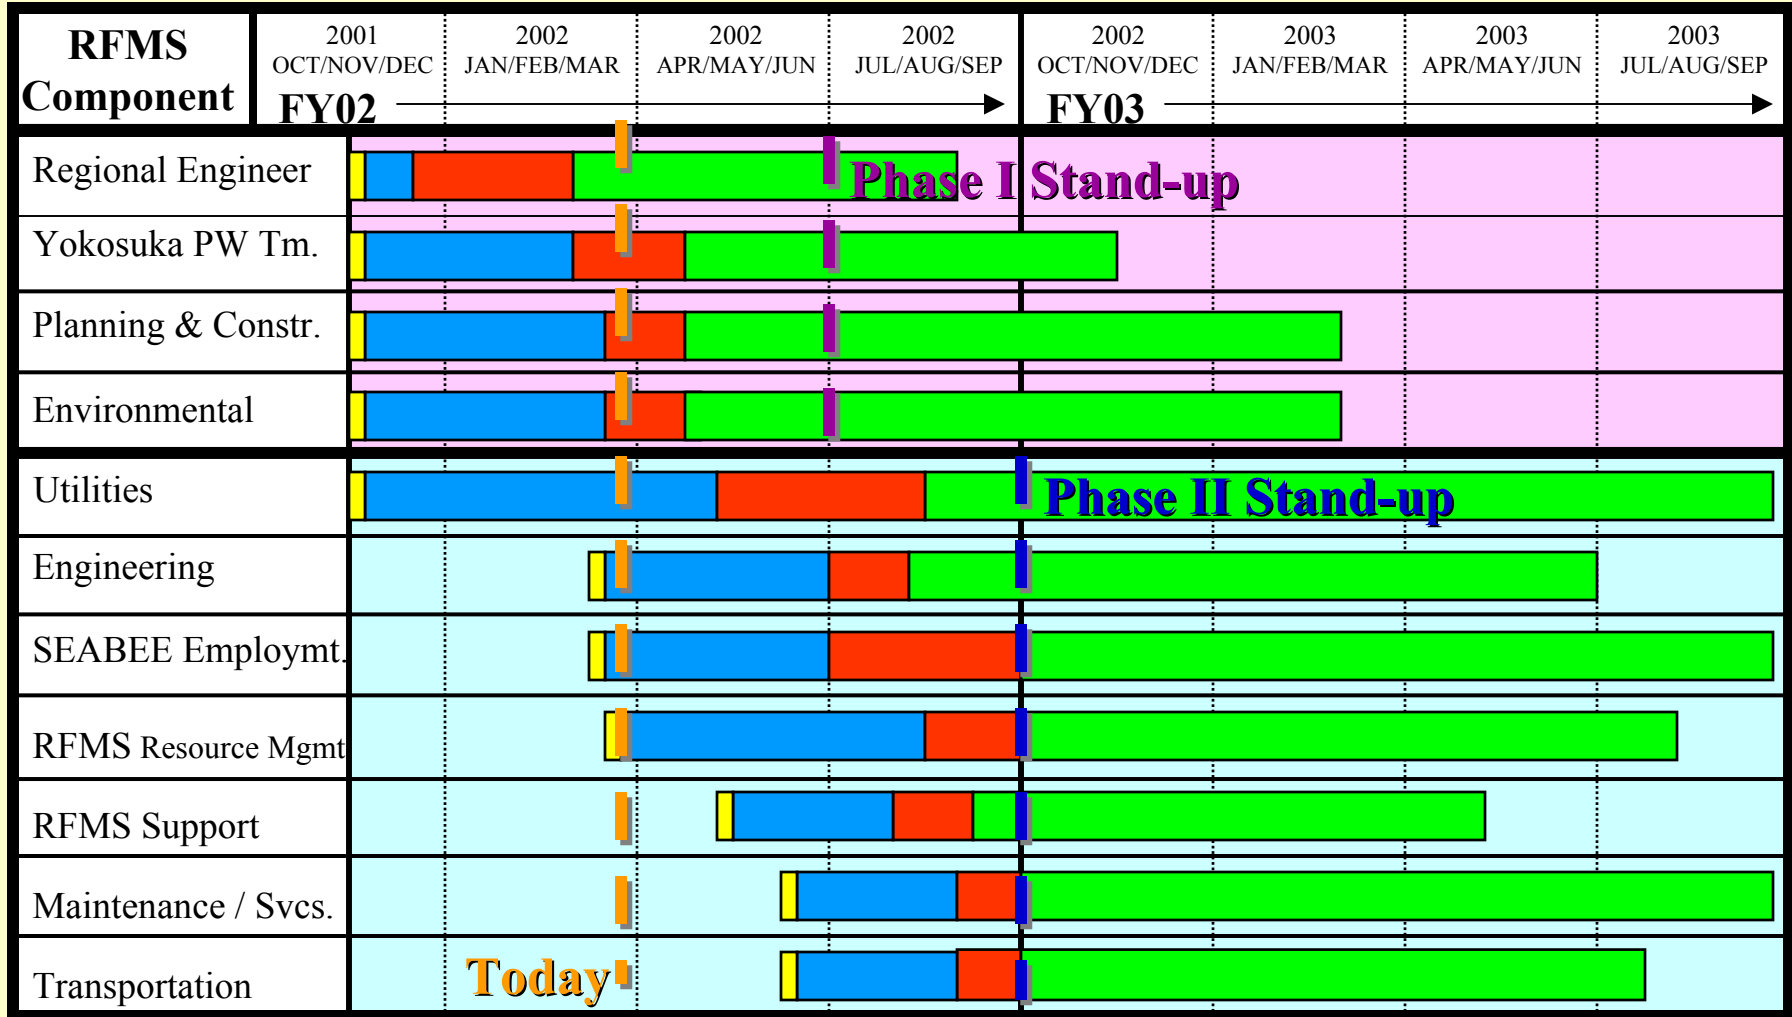 RFMS
Component
2001
OCT/NOV/DEC
2002
JAN/FEB/MAR
2002
APR/MAY/JUN
2002
JUL/AUG/SEP
2002
OCT/NOV/DEC
2003
JAN/FEB/MAR
2003
APR/MAY/JUN
2003
JUL/AUG/SEP
FY02
FY03
Regional Engineer
Phase I Stand-up
Yokosuka PW Tm.
Planning & Constr.
Environmental
Utilities
Phase II Stand-up
Engineering
SEABEE Employmt.
RFMS Resource Mgmt
RFMS Support
Maintenance / Svcs.
Transportation
Today